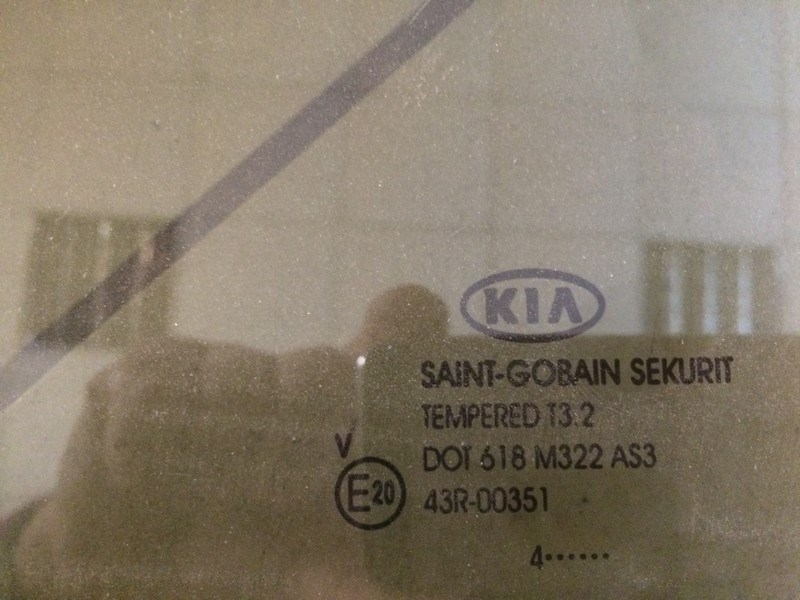 KIA
SAINT-GOBAIN SEKURIT
TEMPERED T3.2
DOT 618 M322 AS3
V
E20 43R-00351
4••••••